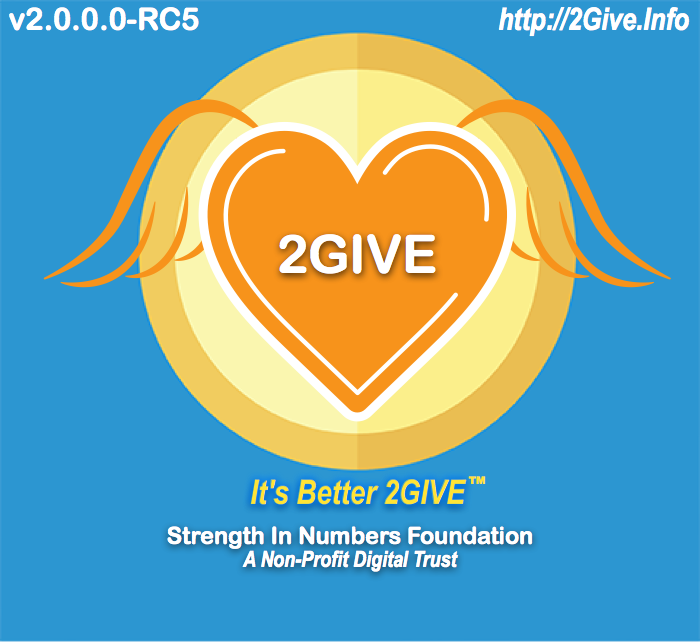 v2.0.0.0-RC5
http://2Give.Info
2GIVE
It's Better 2GIVE™
Strength In Numbers Foundation
A Non-Profit Digital Trust